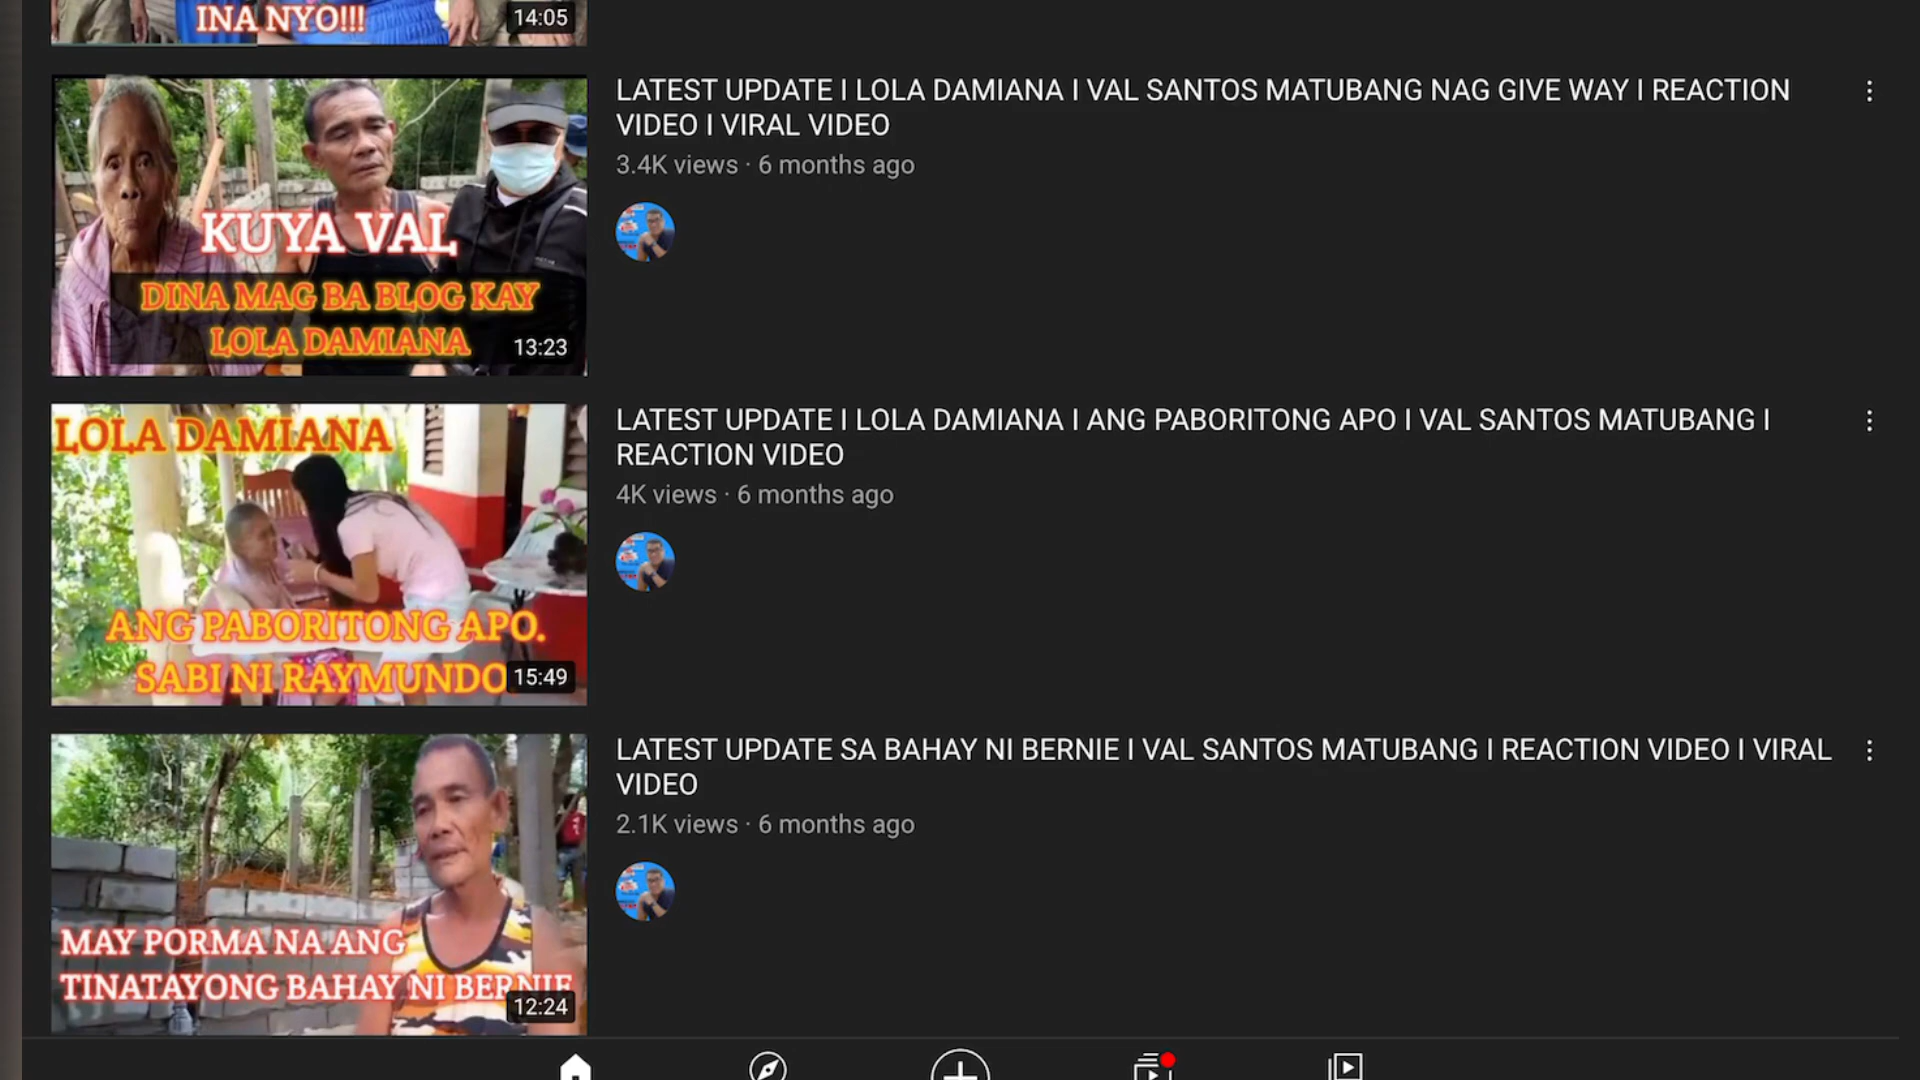 INA NYO!!!
14:05
LATEST UPDATE I LOLA DAMIANA I VAL SANTOS MATUBANG NAG GIVE WAY I REACTION
VIDEO I VIRAL VIDEO
3.4K views · 6 months ago
KUYA VAL
DINA MAG BA BLOG KAY
LOLA DAMIANA
13:23
LATEST UPDATE I LOLA DAMIANA I ANG PABORITONG APO I VAL SANTOS MATUBANG I
REACTION VIDEO
4K views · 6 months ago
LOLA DAMIANA
ANG PABORITONG APO.
SABI NI RAYMUNDO
15:49
LATEST UPDATE SA BAHAY NI BERNIE I VAL SANTOS MATUBANG I REACTION VIDEO I VIRAL
VIDEO
2.1K views · 6 months ago
MAY PORMA NA ANG
TINATAYONG BAHAY NI BERNIE
12:24